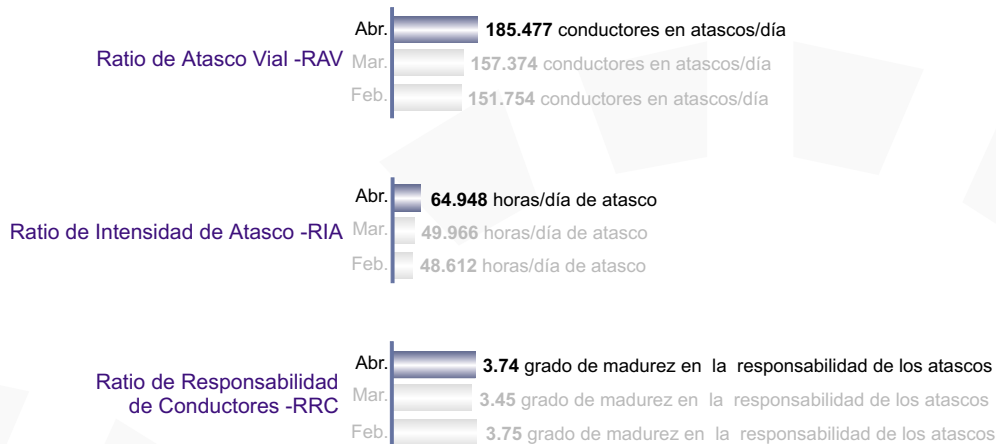 Abr. 185.477 conductores en atascos/día
Ratio de Atasco Vial -RAV Mar. 157.374 conductores en atascos/día
Feb. 151.754 conductores en atascos/día
Abr. 64.948 horas/día de atasco
Ratio de Intensidad de Atasco -RIA Mar. 49.966 horas/día de atasco
Feb. 48.612 horas/día de atasco
Abr. 3.74 grado de madurez en la responsabilidad de los atascos
Ratio de Responsabilidad
de Conductores -RRC Mar. 3.45 grado de madurez en la responsabilidad de los atascos
Feb. 3.75 grado de madurez en la responsabilidad de los atascos